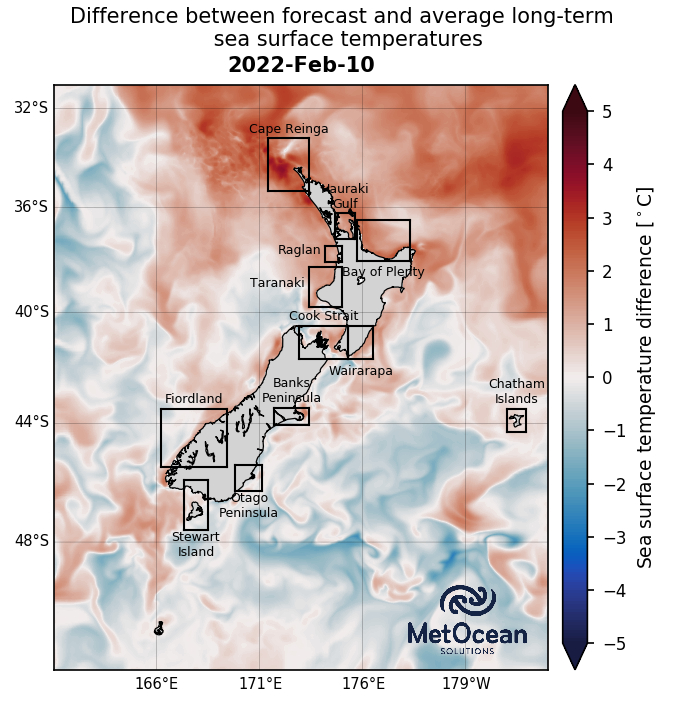 Difference between forecast and average long-term
sea surface temperatures
2022-Feb-10
32°S
36°S
40°S
44°S
48°S
Cape Reinga
Hauraki
Gulf
Raglan
Bay of Plenty
Taranaki
Cook Strait
Wairarapa
Banks
Peninsula
Fiordland
Chatham
Islands
Otago
Peninsula
Stewart
Island
MetOcean
SOLUTIONS
166°E
171°E
176°E
179°W
5
4
3
2
1
0
−1
−2
−3
−4
−5
Sea surface temperature difference [°C]